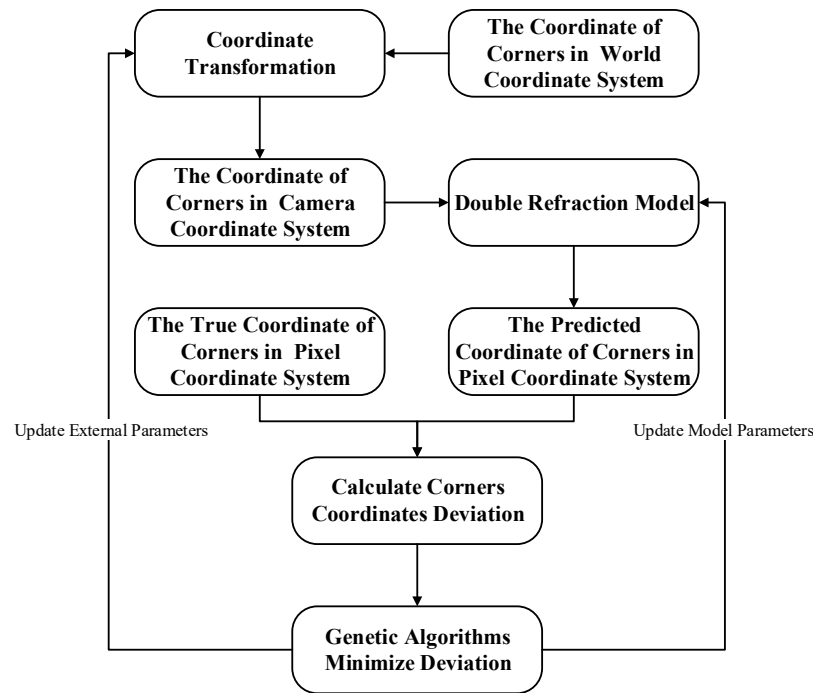 Coordinate
Transformation
The Coordinate of
Corners in World
Coordinate System
The Coordinate of
Corners in Camera
Coordinate System
Double Refraction Model
The True Coordinate of
Corners in Pixel
Coordinate System
The Predicted
Coordinate of Corners in
Pixel Coordinate System
Update External Parameters
Update Model Parameters
Calculate Corners
Coordinates Deviation
Genetic Algorithms
Minimize Deviation